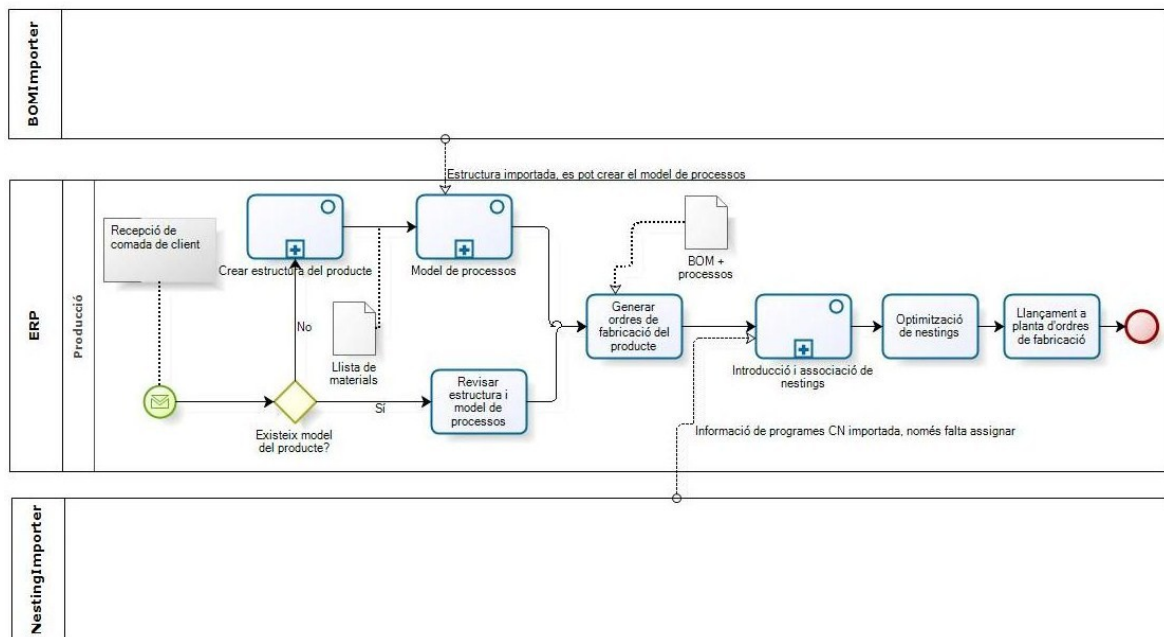 BOMImporter
Estructura importada, es pot crear el model de processos
ERP
Producció
Recepció de
comada de client
Crear estructura del producte
Model de processos
BOM +
processos
No
Llista de
materials
Generar
ordres de
fabricació del
producte
Introducció i associació de
nestings
Optimització
de nestings
Llançament a
planta d'ordres
de fabricació
Revisar
estructura i
model de
processos
Sí
Existeix model
del producte?
Informació de programes CN importada, només falta assignar
NestingImporter